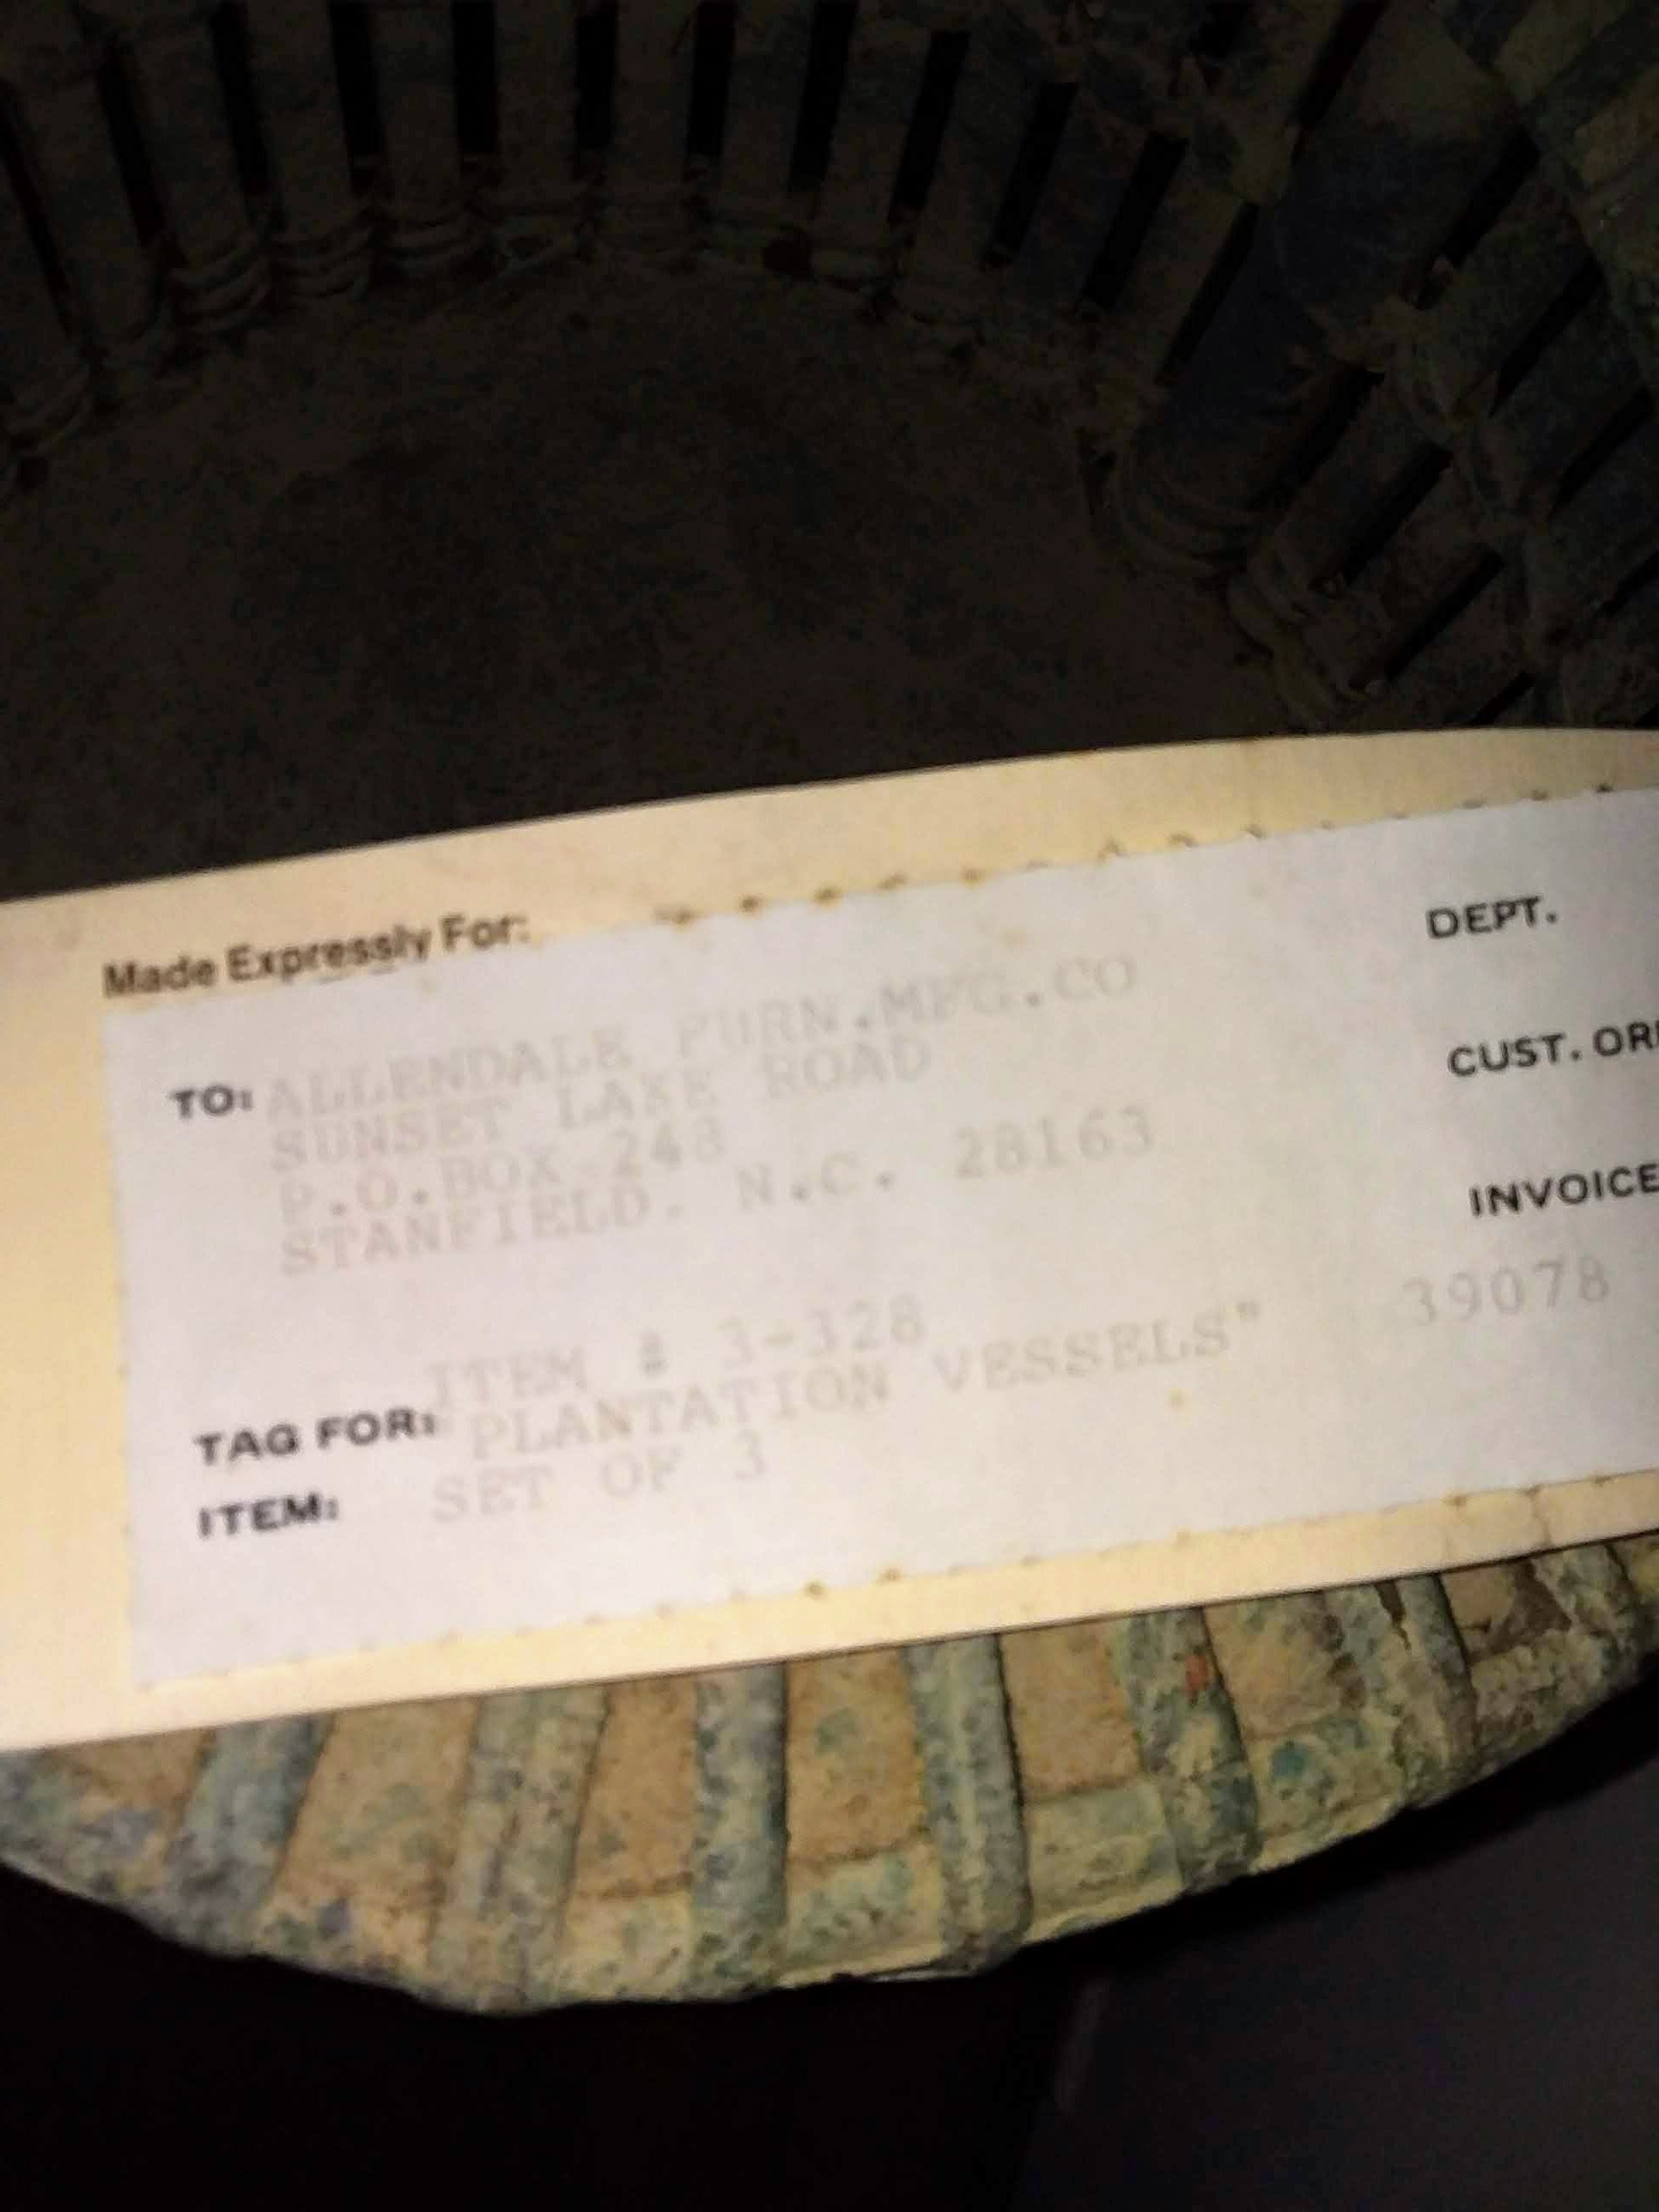 Made Expressly For:
DEPT.
TO: ALLENDALE FURN.MFG.CO
SUNSET LAKE ROAD
CUST. OR
P.O.BOX 248
STANFIELD. N.C. 28163
INVOICE
39078
ITEM # 3-328
TAG FOR: PLANTATION VESSELS"
ITEM: SET OF 3